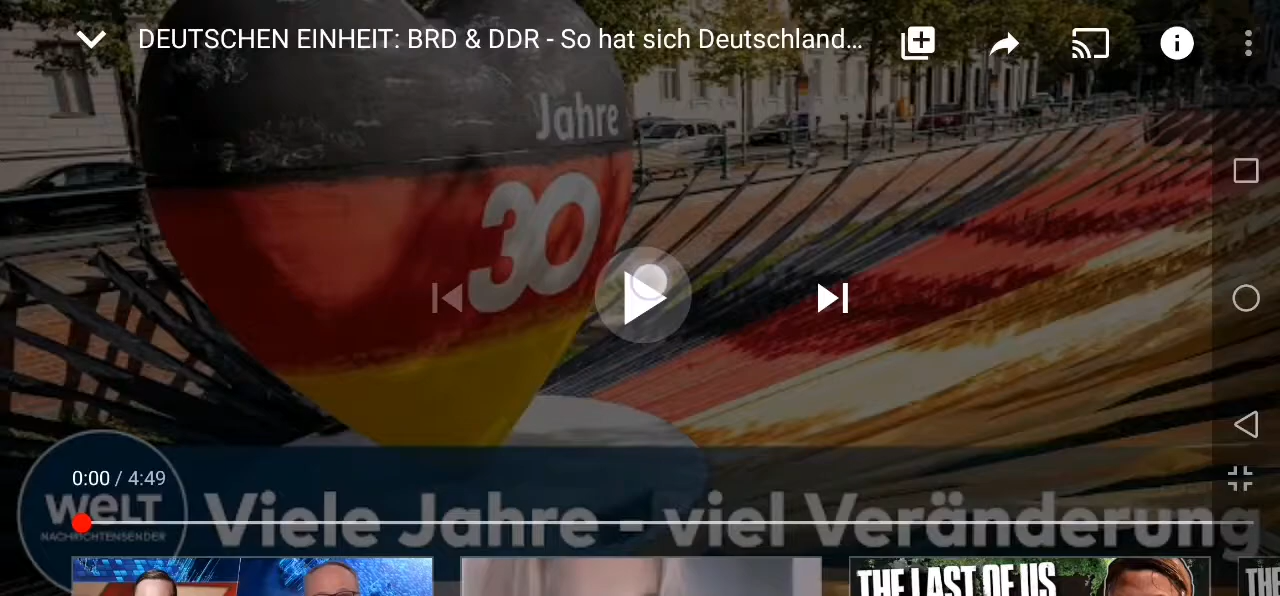 DEUTSCHEN EINHEIT: BRD & DDR - So hat sich Deutschland...
Jahre
30
0:00 / 4:49
WELT
NACHRICHTENSENDER
Viele Jahre - viel Veränderung
THE LAST OF US
THE